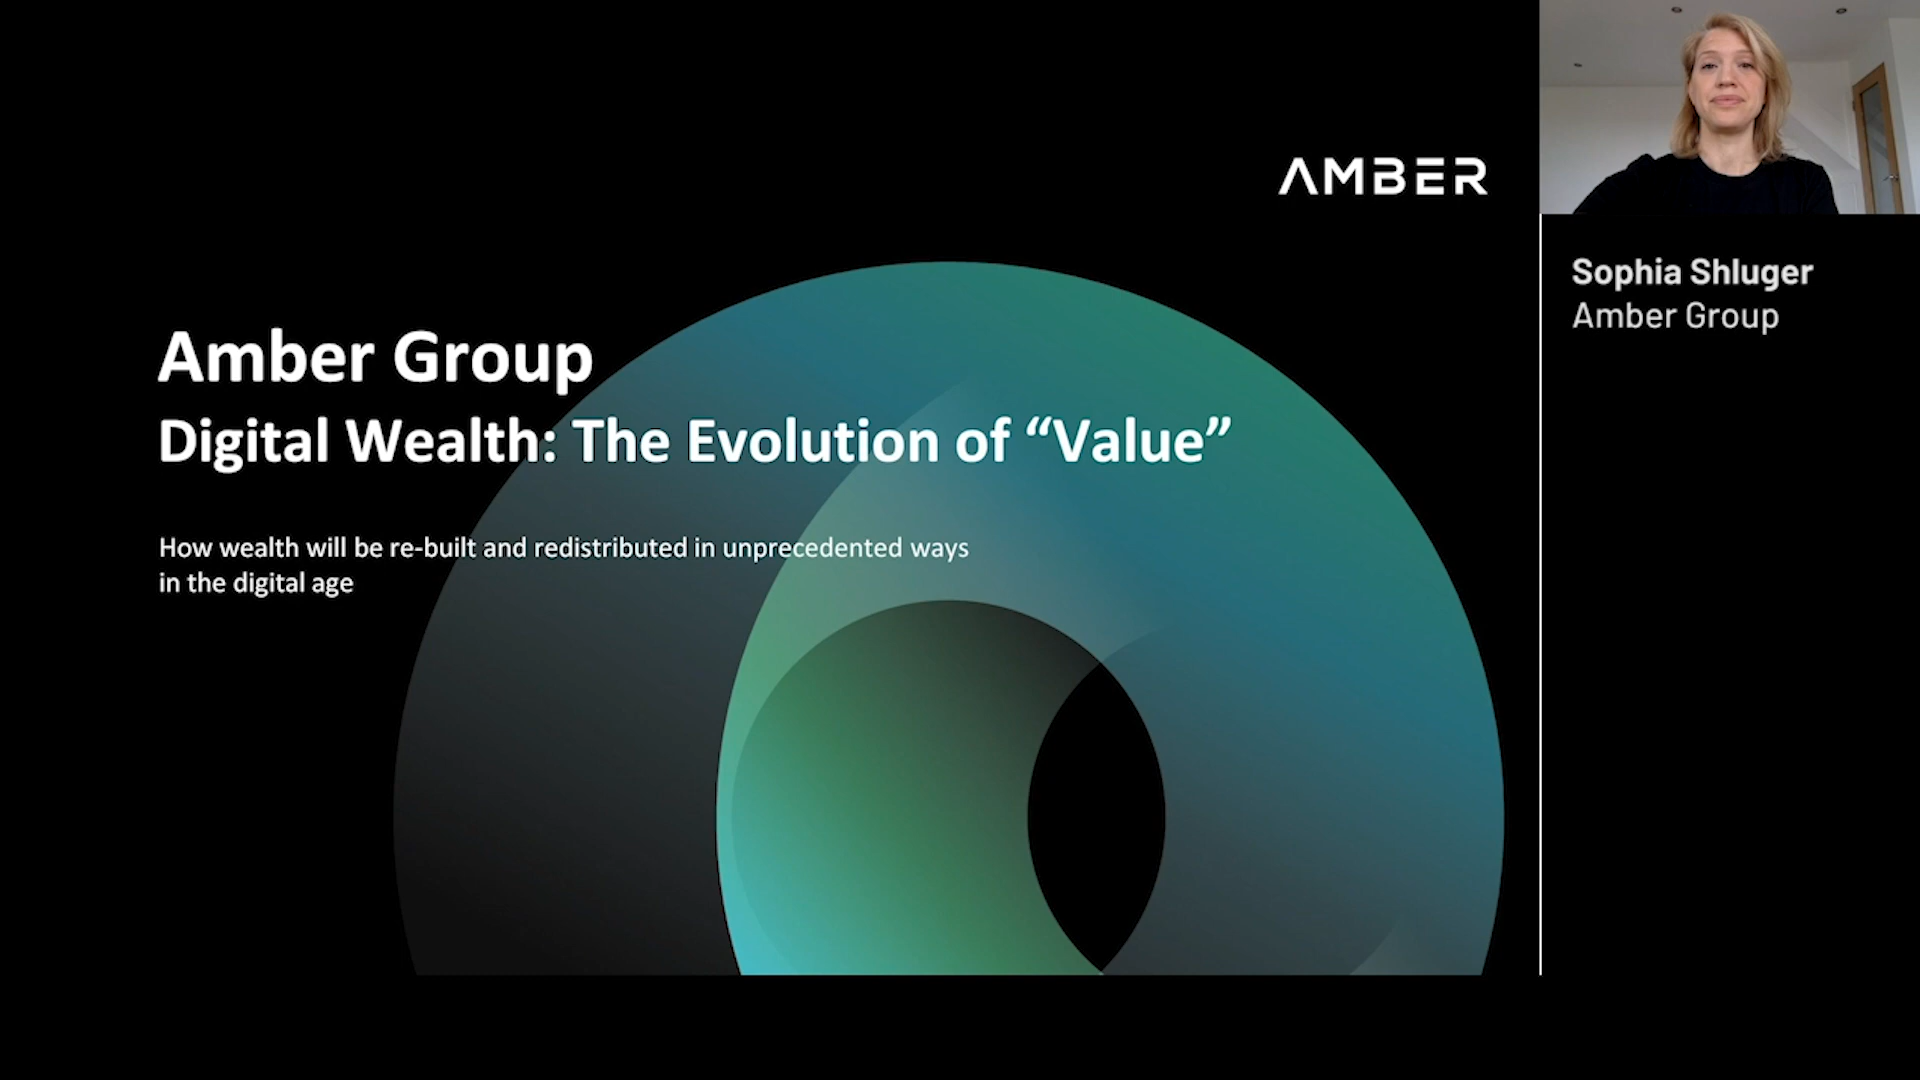 AMBER
Amber Group
Digital Wealth: The Evolution of “Value”
How wealth will be re-built and redistributed in unprecedented ways
in the digital age
Sophia Shluger
Amber Group